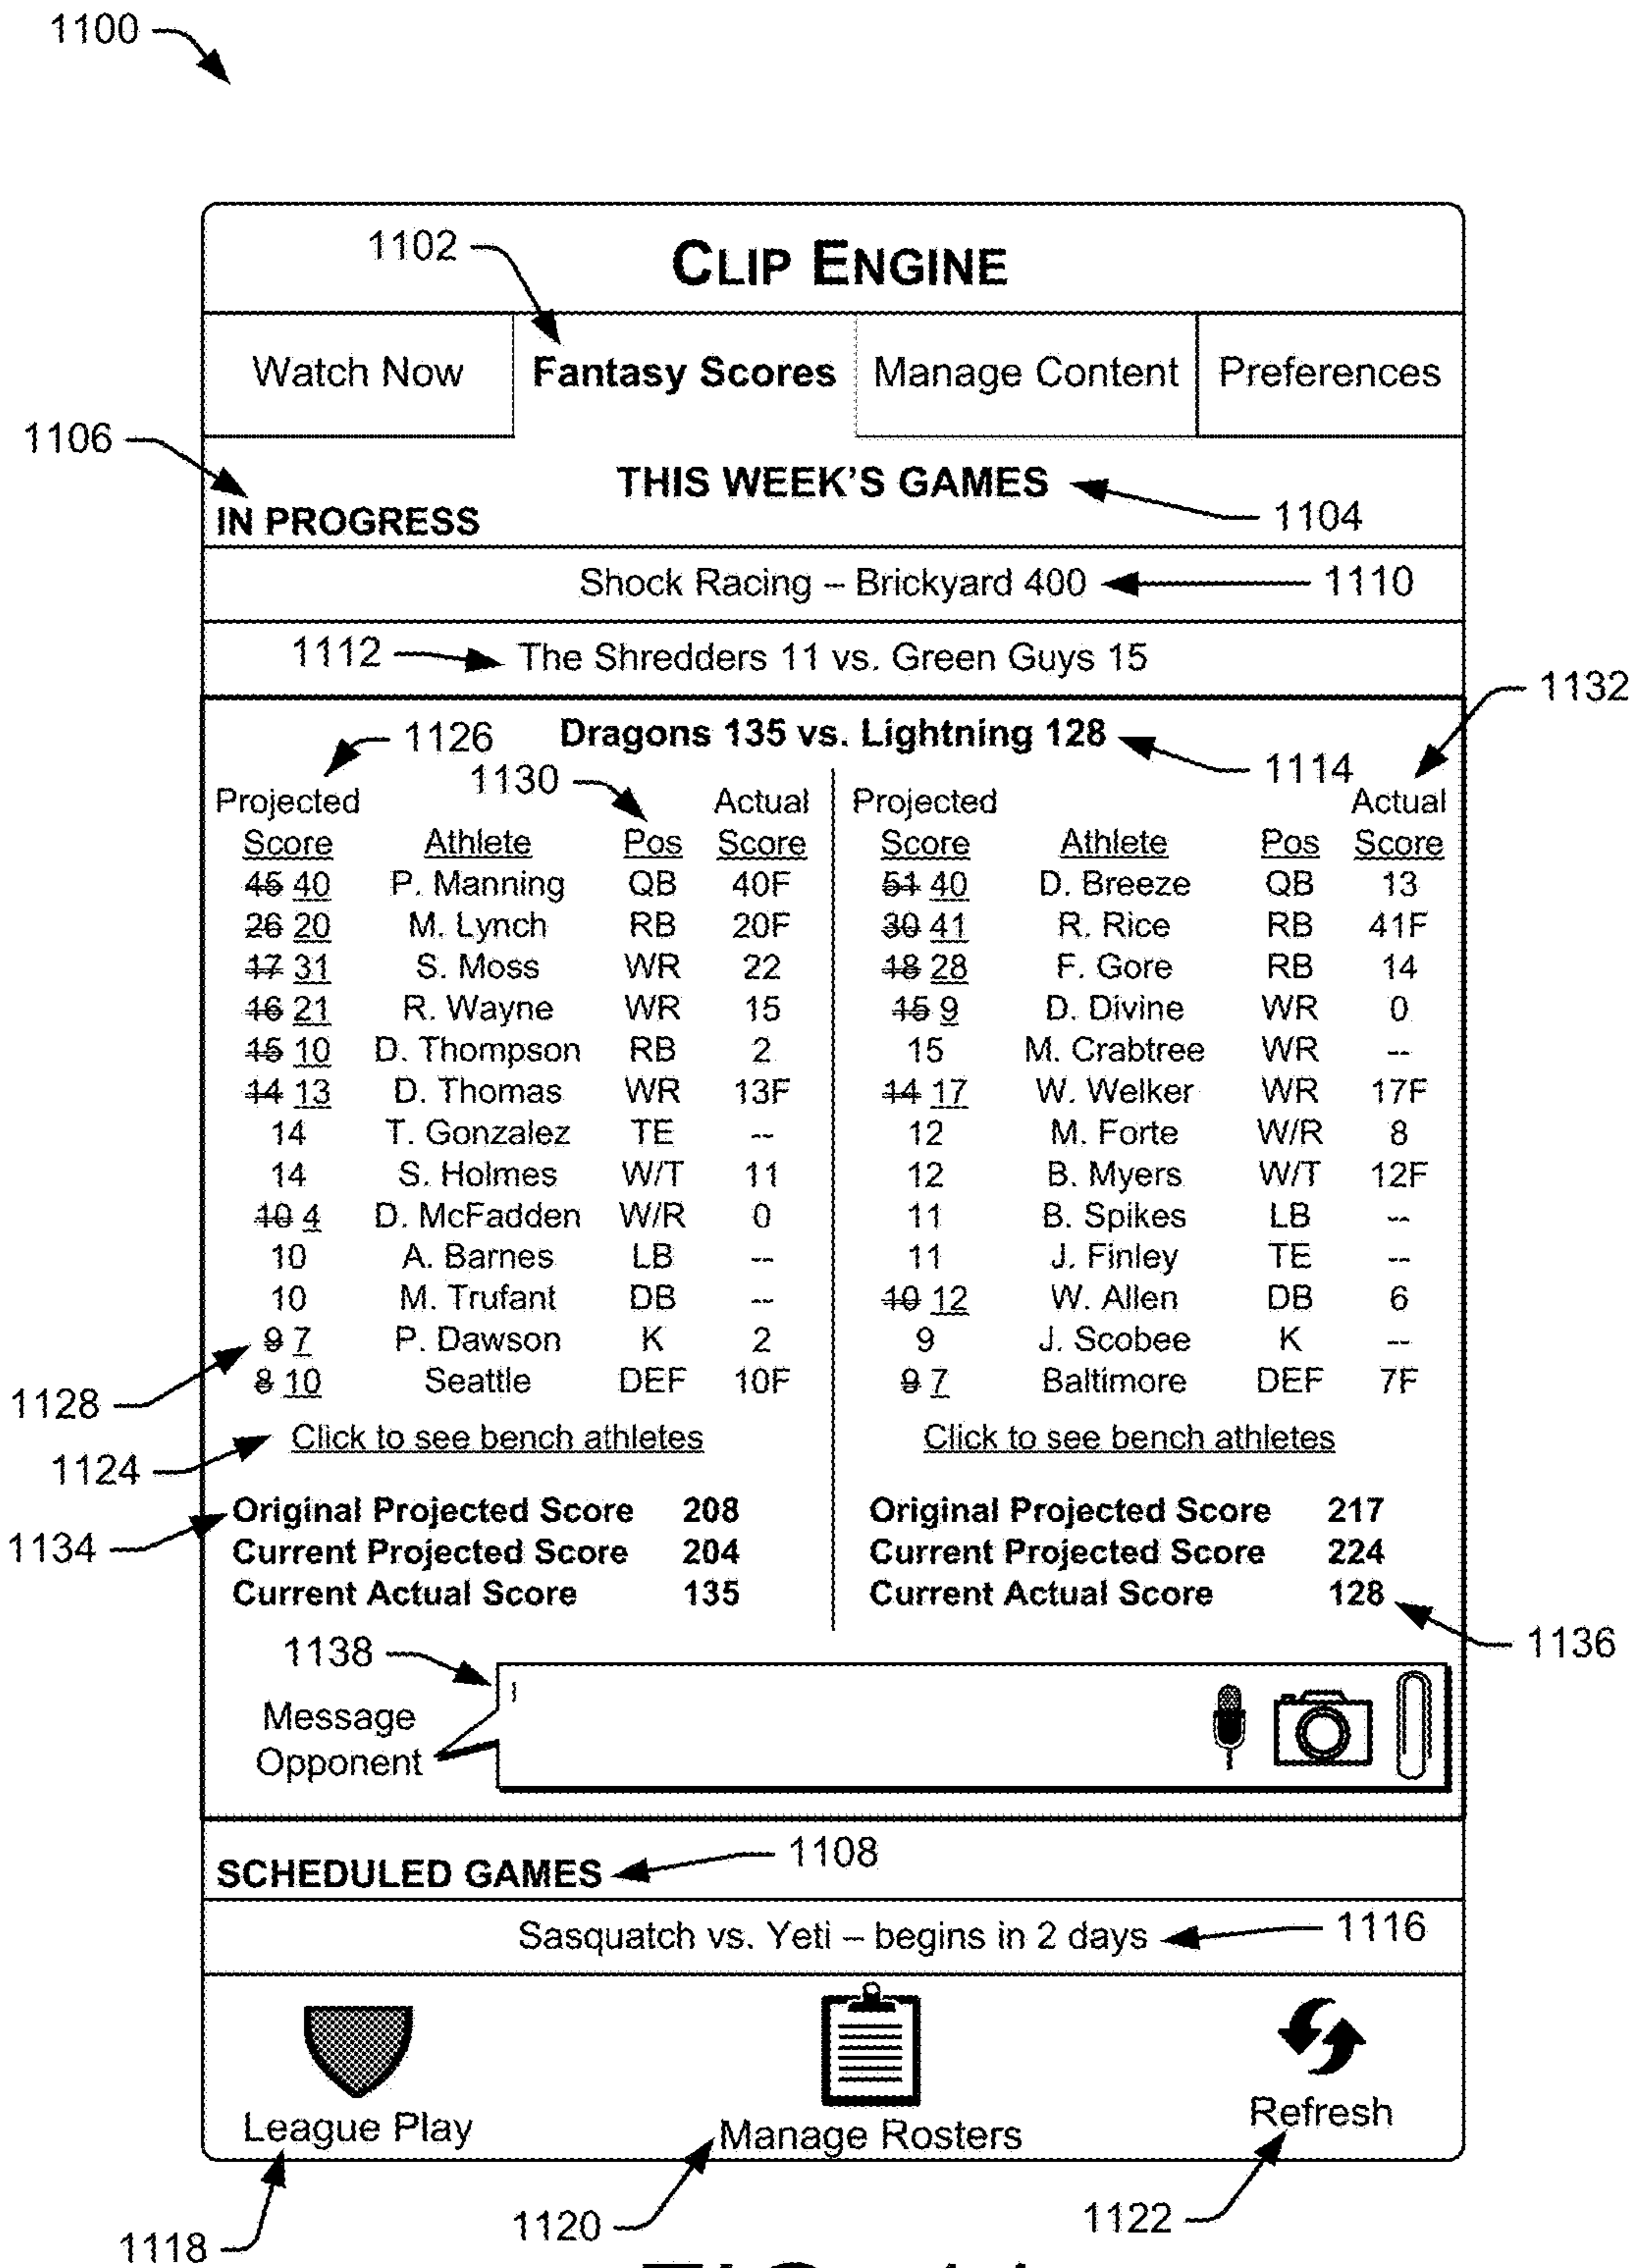 1100
1102
CLIP ENGINE
Watch Now Fantasy Scores Manage Content Preferences
1106
THIS WEEK'S GAMES
1104
IN PROGRESS
Shock Racing – Brickyard 400 1110
1112 The Shredders 11 vs. Green Guys 15
1132
1126 Dragons 135 vs. Lightning 128
1130 1114
Projected Actual Projected Actual
Score Athlete Pos Score Score Athlete Pos Score
45 40 P. Manning QB 40F 51 40 D. Breeze QB 13
26 20 M. Lynch RB 20F 30 41 R. Rice RB 41F
17 31 S. Moss WR 22 18 28 F. Gore RB 14
16 21 R. Wayne WR 15 15 9 D. Divine WR 0
15 10 D. Thompson RB 2 15 M. Crabtree WR --
14 13 D. Thomas WR 13F 14 17 W. Welker WR 17F
14 T. Gonzalez TE -- 12 M. Forte W/R 8
14 S. Holmes W/T 11 12 B. Myers W/T 12F
10 4 D. McFadden W/R 0 11 B. Spikes LB --
10 A. Barnes LB -- 11 J. Finley TE --
10 M. Trufant DB -- 10 12 W. Allen DB 6
9 7 P. Dawson K 2 9 J. Scobee K --
8 10 Seattle DEF 10F 9 7 Baltimore DEF 7F
1128
Click to see bench athletes Click to see bench athletes
1124
Original Projected Score 208 Original Projected Score 217
1134
Current Projected Score 204 Current Projected Score 224
Current Actual Score 135 Current Actual Score 128
1136
1138
Message
Opponent
SCHEDULED GAMES 1108
Sasquatch vs. Yeti – begins in 2 days 1116
League Play Manage Rosters Refresh
1118 1120 1122